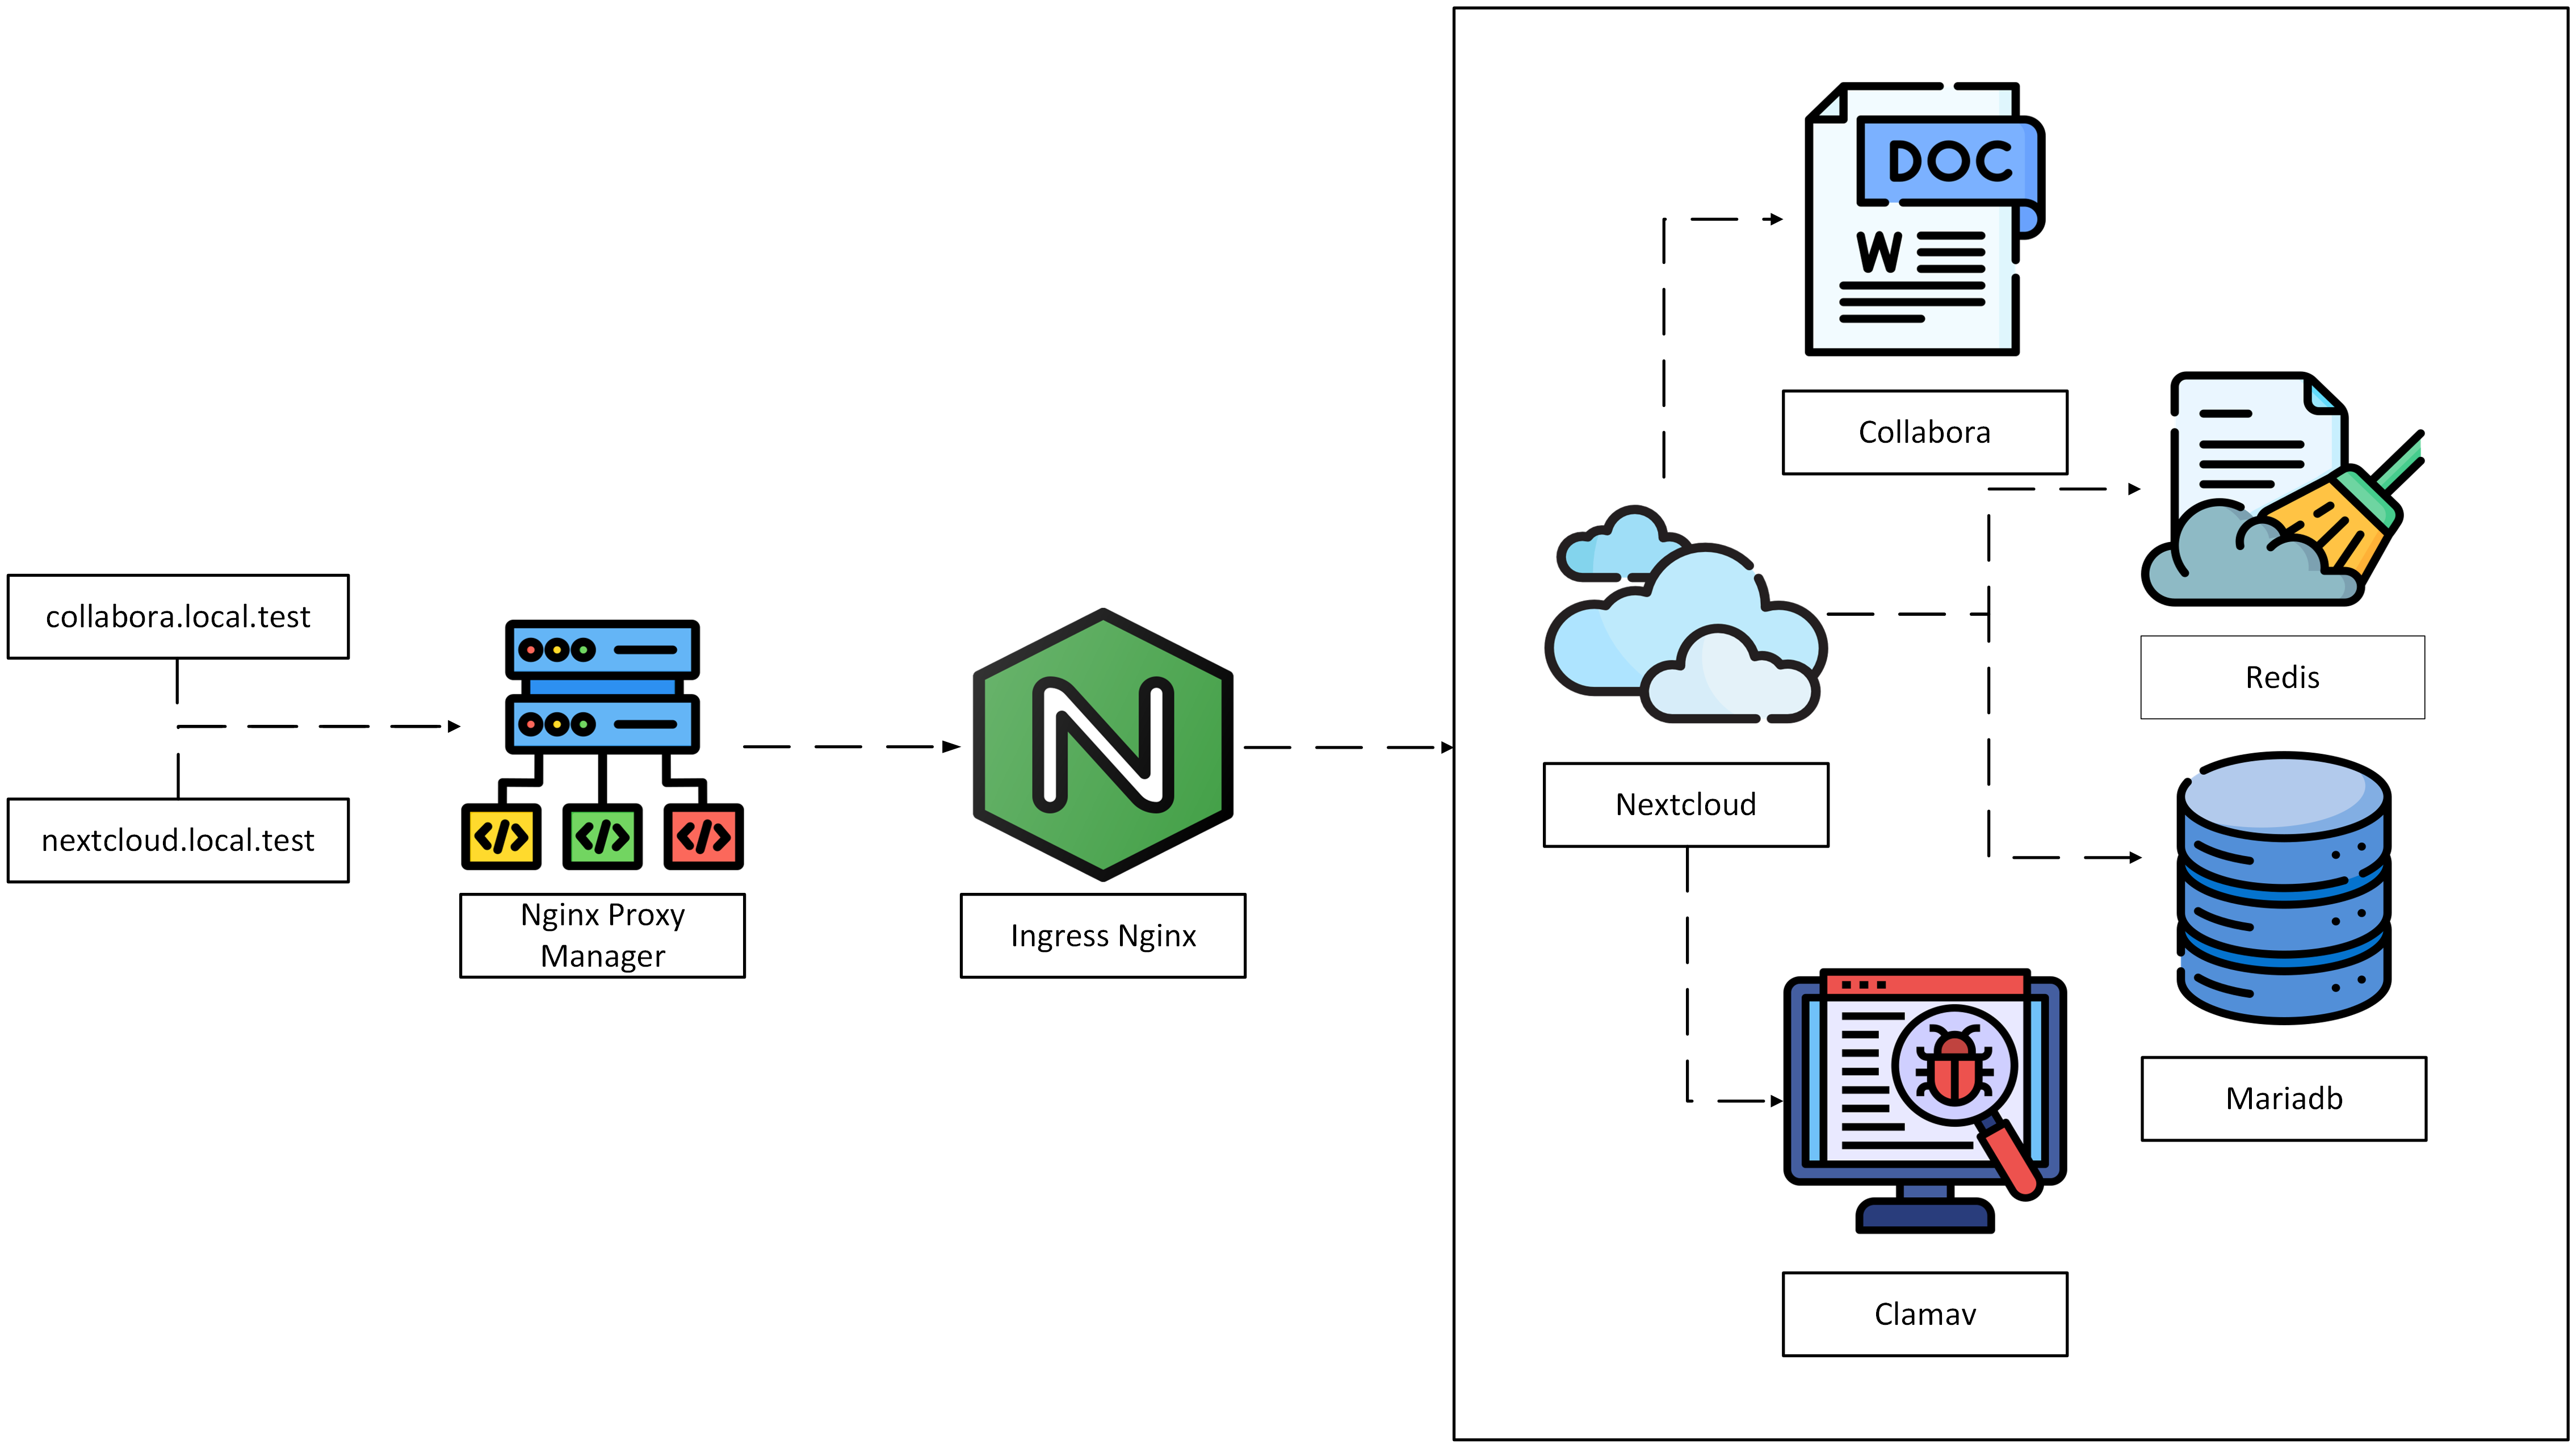 collabora.local.test
nextcloud.local.test
Nginx Proxy
Manager
N
Ingress Nginx
DOC
W
Collabora
Redis
Nextcloud
Mariadb
Clamav